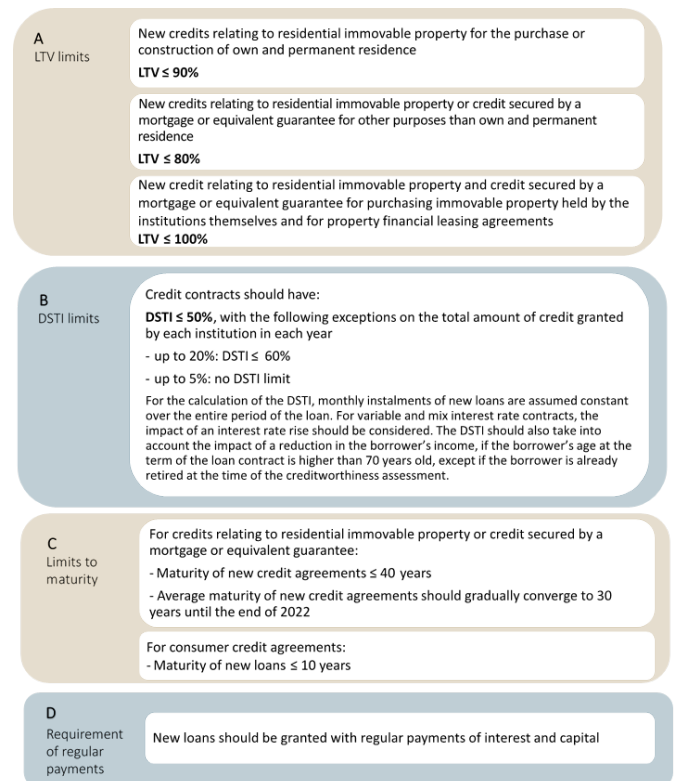 A
LTV limits
New credits relating to residential immovable property for the purchase or
construction of own and permanent residence
LTV ≤ 90%
New credits relating to residential immovable property or credit secured by a
mortgage or equivalent guarantee for other purposes than own and permanent
residence
LTV ≤ 80%
New credit relating to residential immovable property and credit secured by a
mortgage or equivalent guarantee for purchasing immovable property held by the
institutions themselves and for property financial leasing agreements
LTV ≤ 100%
B
DSTI limits
Credit contracts should have:
DSTI ≤ 50%, with the following exceptions on the total amount of credit granted
by each institution in each year
- up to 20%: DSTI ≤ 60%
- up to 5%: no DSTI limit
For the calculation of the DSTI, monthly instalments of new loans are assumed constant
over the entire period of the loan. For variable and mix interest rate contracts, the
impact of an interest rate rise should be considered. The DSTI should also take into
account the impact of a reduction in the borrower's income, if the borrower's age at the
term of the loan contract is higher than 70 years old, except if the borrower is already
retired at the time of the creditworthiness assessment.
C
Limits to
maturity
For credits relating to residential immovable property or credit secured by a
mortgage or equivalent guarantee:
- Maturity of new credit agreements ≤ 40 years
- Average maturity of new credit agreements should gradually converge to 30
years until the end of 2022
For consumer credit agreements:
- Maturity of new loans ≤ 10 years
D
Requirement
of regular
payments
New loans should be granted with regular payments of interest and capital